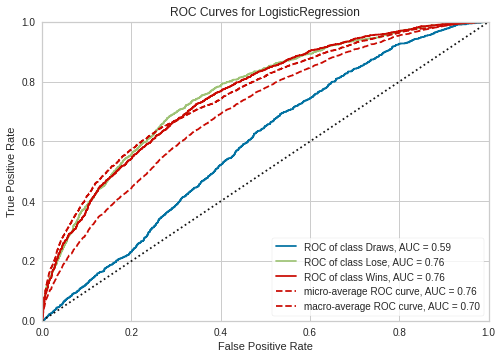 ROC Curves for LogisticRegression
1.0
0.8
0.6
0.4
0.2
0.0
True Positive Rate
ROC of class Draws, AUC = 0.59
ROC of class Lose, AUC = 0.76
ROC of class Wins, AUC = 0.76
micro-average ROC curve, AUC = 0.76
macro-average ROC curve, AUC = 0.70
0.0 0.2 0.4 0.6 0.8 1.0
False Positive Rate